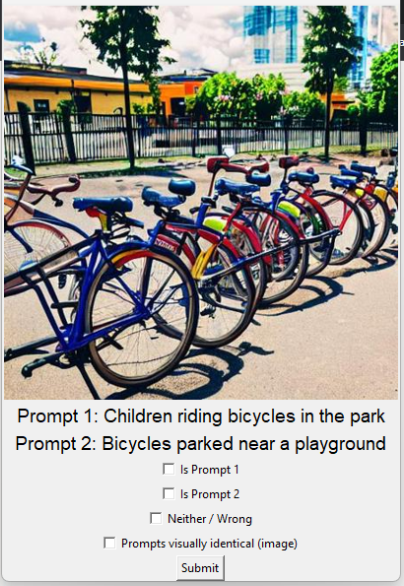 Prompt 1: Children riding bicycles in the park
Prompt 2: Bicycles parked near a playground
Is Prompt 1
Is Prompt 2
Neither / Wrong
Prompts visually identical (image)
Submit